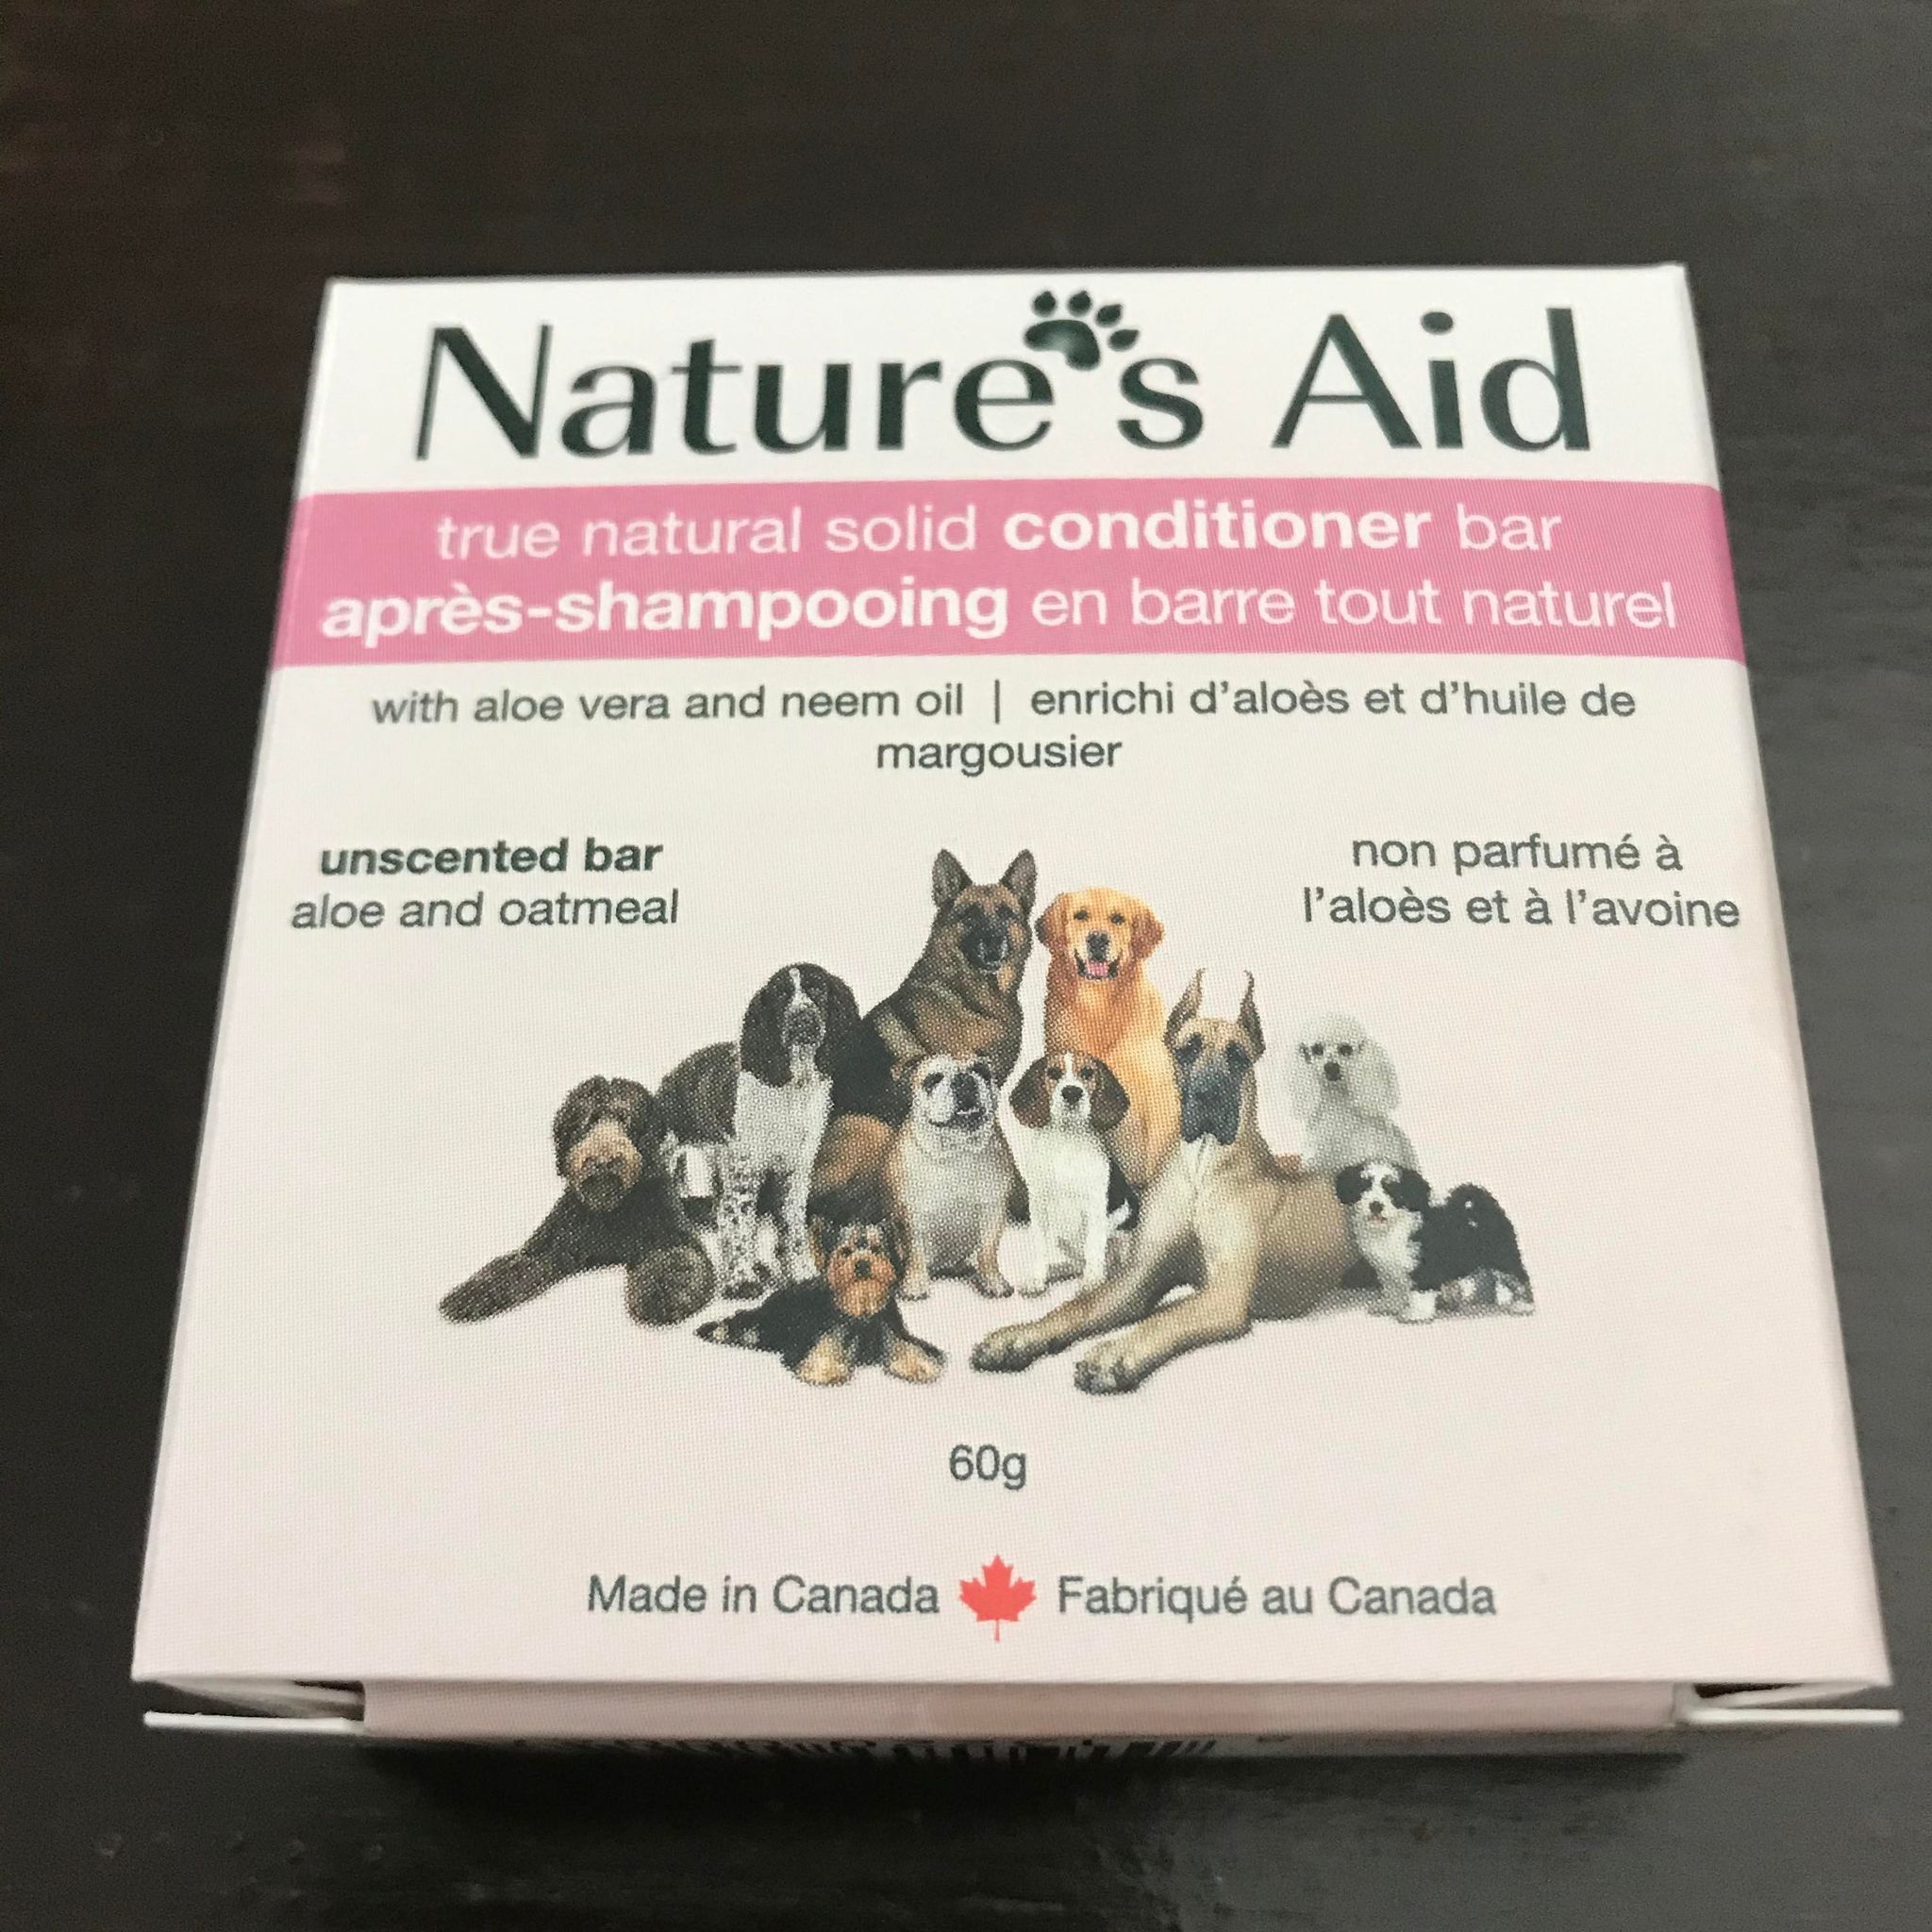 Nature's Aid
true natural solid conditioner bar
après-shampooing en barre tout naturel
with aloe vera and neem oil | enrichi d'aloès et d'huile de
margousier
unscented bar
aloe and oatmeal
non parfumé à
l'aloès et à l'avoine
60g
Made in Canada Fabriqué au Canada